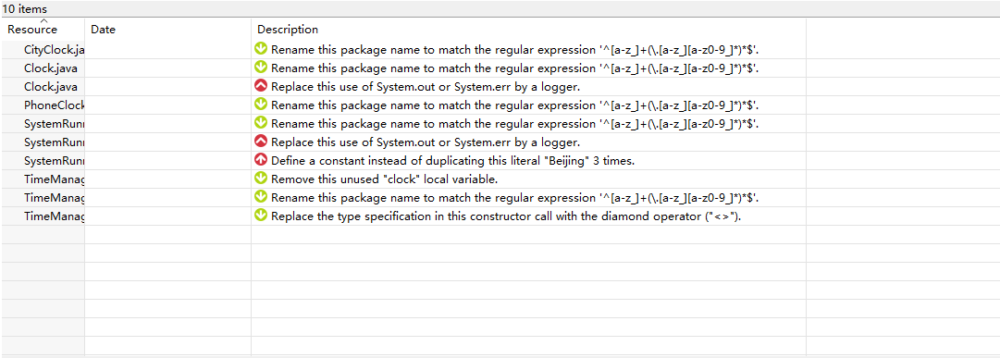 10 items
Resource Date Description
CityClock.ja Rename this package name to match the regular expression '^[a-z_]+(\.[a-z_][a-z0-9_]*)*$'.
Clock.java Rename this package name to match the regular expression '^[a-z_]+(\.[a-z_][a-z0-9_]*)*$'.
Clock.java Replace this use of System.out or System.err by a logger.
PhoneClock Rename this package name to match the regular expression '^[a-z_]+(\.[a-z_][a-z0-9_]*)*$'.
SystemRun Rename this package name to match the regular expression '^[a-z_]+(\.[a-z_][a-z0-9_]*)*$'.
SystemRun Replace this use of System.out or System.err by a logger.
SystemRun Define a constant instead of duplicating this literal "Beijing" 3 times.
TimeManag Remove this unused "clock" local variable.
TimeManag Rename this package name to match the regular expression '^[a-z_]+(\.[a-z_][a-z0-9_]*)*$'.
TimeManag Replace the type specification in this constructor call with the diamond operator ("<>").